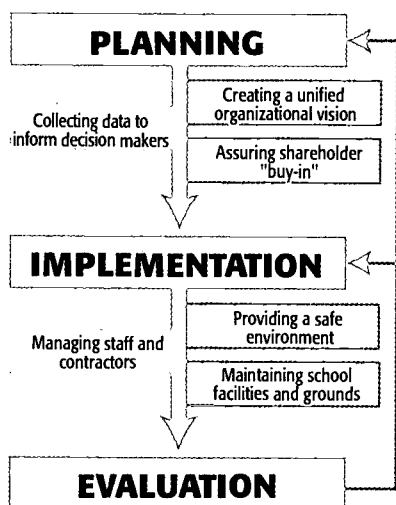 PLANNING
Collecting data to
inform decision makers
Creating a unified
organizational vision
Assuring shareholder
"buy-in"
IMPLEMENTATION
Managing staff and
contractors
Providing a safe
environment
Maintaining school
facilities and grounds
EVALUATION